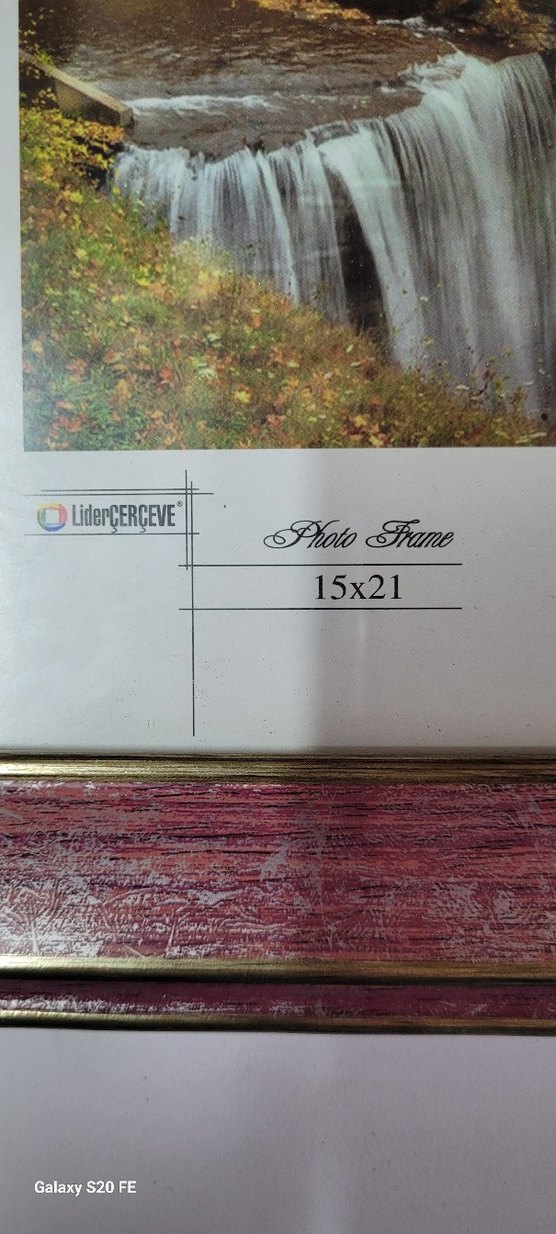 LiderÇERÇEVE®
Photo Frame
15x21
Galaxy S20 FE